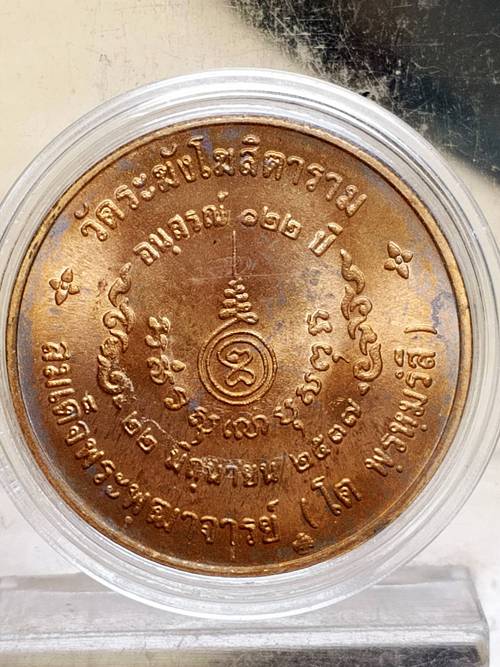 วัดระฆังโฆสิตาราม
อนุสรณ์ ๑๒๒ ปี
๒๒ มิถุนายน ๒๕๓๗
สมเด็จพระพุฒาจารย์ (โต พฺรหฺมรํสี)